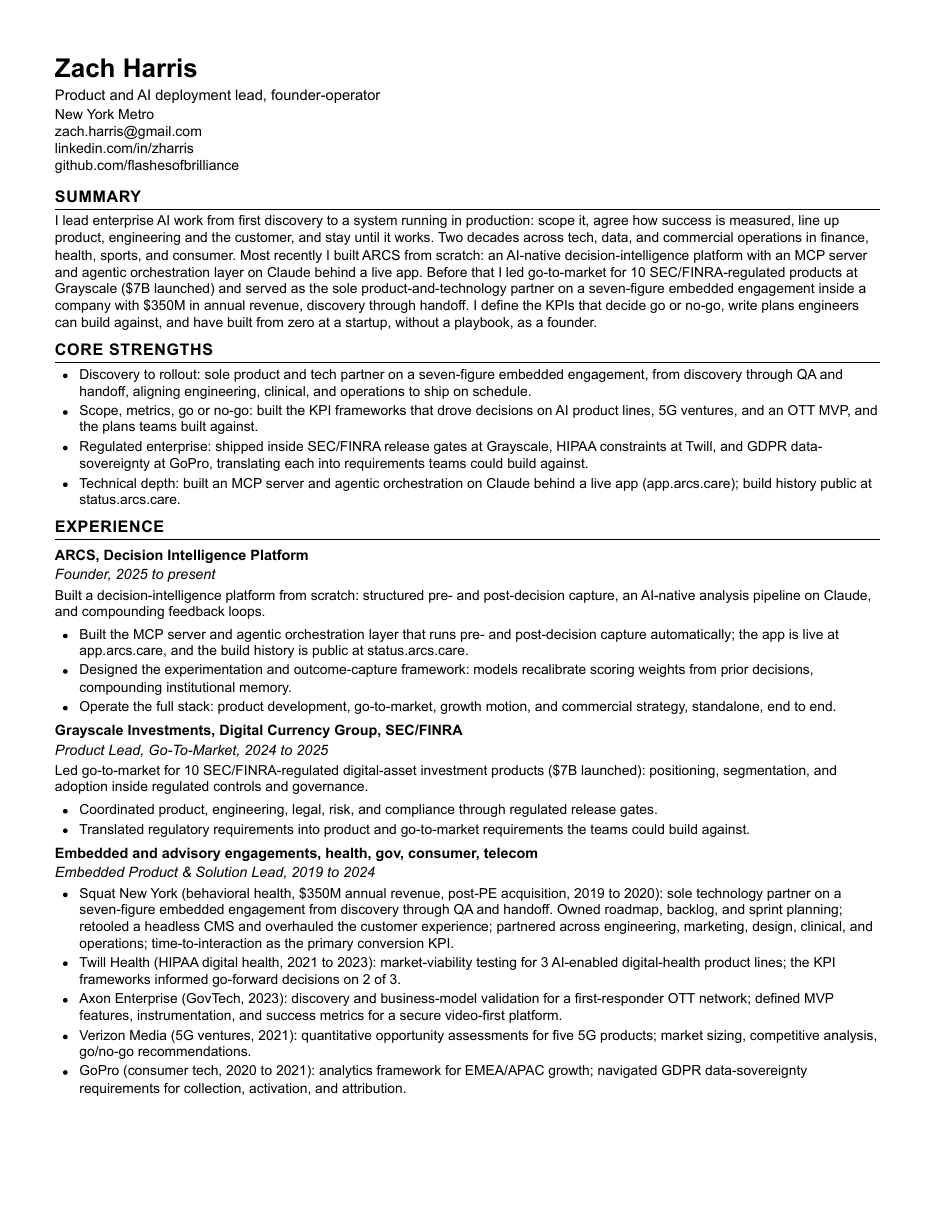 Zach Harris
Product and AI deployment lead, founder-operator
New York Metro
zach.harris@gmail.com
linkedin.com/in/zharris
github.com/flashesofbrilliance
SUMMARY
I lead enterprise AI work from first discovery to a system running in production: scope it, agree how success is measured, line up
product, engineering and the customer, and stay until it works. Two decades across tech, data, and commercial operations in finance,
health, sports, and consumer. Most recently I built ARCS from scratch: an AI-native decision-intelligence platform with an MCP server
and agentic orchestration layer on Claude behind a live app. Before that I led go-to-market for 10 SEC/FINRA-regulated products at
Grayscale ($7B launched) and served as the sole product-and-technology partner on a seven-figure embedded engagement inside a
company with $350M in annual revenue, discovery through handoff. I define the KPIs that decide go or no-go, write plans engineers
can build against, and have built from zero at a startup, without a playbook, as a founder.
CORE STRENGTHS
• Discovery to rollout: sole product and tech partner on a seven-figure embedded engagement, from discovery through QA and
handoff, aligning engineering, clinical, and operations to ship on schedule.
• Scope, metrics, go or no-go: built the KPI frameworks that drove decisions on AI product lines, 5G ventures, and an OTT MVP, and
the plans teams built against.
• Regulated enterprise: shipped inside SEC/FINRA release gates at Grayscale, HIPAA constraints at Twill, and GDPR data-
sovereignty at GoPro, translating each into requirements teams could build against.
• Technical depth: built an MCP server and agentic orchestration on Claude behind a live app (app.arcs.care); build history public at
status.arcs.care.
EXPERIENCE
ARCS, Decision Intelligence Platform
Founder, 2025 to present
Built a decision-intelligence platform from scratch: structured pre- and post-decision capture, an AI-native analysis pipeline on Claude,
and compounding feedback loops.
• Built the MCP server and agentic orchestration layer that runs pre- and post-decision capture automatically; the app is live at
app.arcs.care, and the build history is public at status.arcs.care.
• Designed the experimentation and outcome-capture framework: models recalibrate scoring weights from prior decisions,
compounding institutional memory.
• Operate the full stack: product development, go-to-market, growth motion, and commercial strategy, standalone, end to end.
Grayscale Investments, Digital Currency Group, SEC/FINRA
Product Lead, Go-To-Market, 2024 to 2025
Led go-to-market for 10 SEC/FINRA-regulated digital-asset investment products ($7B launched): positioning, segmentation, and
adoption inside regulated controls and governance.
• Coordinated product, engineering, legal, risk, and compliance through regulated release gates.
• Translated regulatory requirements into product and go-to-market requirements the teams could build against.
Embedded and advisory engagements, health, gov, consumer, telecom
Embedded Product & Solution Lead, 2019 to 2024
• Squat New York (behavioral health, $350M annual revenue, post-PE acquisition, 2019 to 2020): sole technology partner on a
seven-figure embedded engagement from discovery through QA and handoff. Owned roadmap, backlog, and sprint planning;
retooled a headless CMS and overhauled the customer experience; partnered across engineering, marketing, design, clinical, and
operations; time-to-interaction as the primary conversion KPI.
• Twill Health (HIPAA digital health, 2021 to 2023): market-viability testing for 3 AI-enabled digital-health product lines; the KPI
frameworks informed go-forward decisions on 2 of 3.
• Axon Enterprise (GovTech, 2023): discovery and business-model validation for a first-responder OTT network; defined MVP
features, instrumentation, and success metrics for a secure video-first platform.
• Verizon Media (5G ventures, 2021): quantitative opportunity assessments for five 5G products; market sizing, competitive analysis,
go/no-go recommendations.
• GoPro (consumer tech, 2020 to 2021): analytics framework for EMEA/APAC growth; navigated GDPR data-sovereignty
requirements for collection, activation, and attribution.